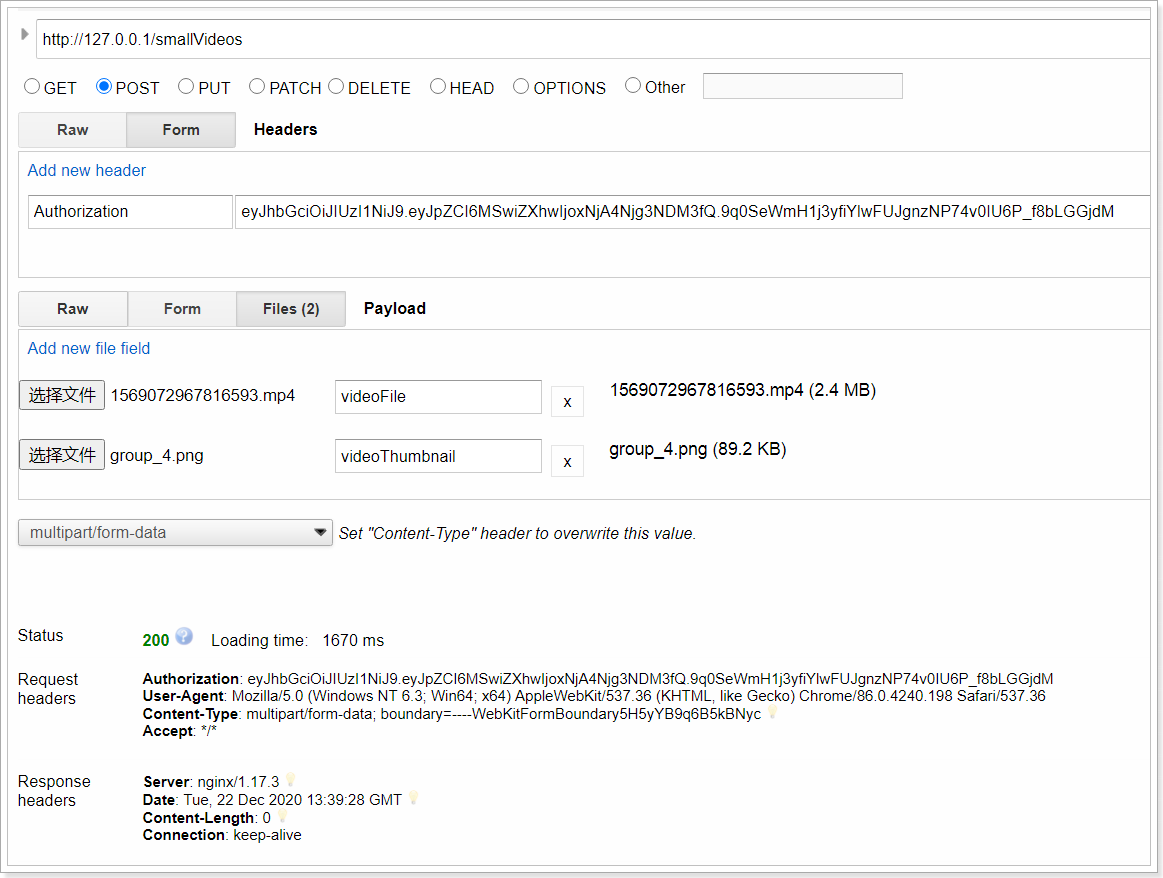 http://127.0.0.1/smallVideos
GET POST PUT PATCH DELETE HEAD OPTIONS Other
Raw Form Headers
Add new header
Authorization eyJhbGciOiJIUzI1NiJ9.eyJpZCI6MSwiZXhwIjoxNjA4Njg3NDM3fQ.9q0SeWmH1j3yfiYlwFUJgnzNP74v0IU6P_f8bLGGjdM
Raw Form Files (2) Payload
Add new file field
选择文件 1569072967816593.mp4 videoFile x 1569072967816593.mp4 (2.4 MB)
选择文件 group_4.png videoThumbnail x group_4.png (89.2 KB)
multipart/form-data Set "Content-Type" header to overwrite this value.
Status 200 ? Loading time: 1670 ms
Request headers
Authorization: eyJhbGciOiJIUzI1NiJ9.eyJpZCI6MSwiZXhwIjoxNjA4Njg3NDM3fQ.9q0SeWmH1j3yfiYlwFUJgnzNP74v0IU6P_f8bLGGjdM
User-Agent: Mozilla/5.0 (Windows NT 6.3; Win64; x64) AppleWebKit/537.36 (KHTML, like Gecko) Chrome/86.0.4240.198 Safari/537.36
Content-Type: multipart/form-data; boundary=----WebKitFormBoundary5H5yYB9q6B5kBNyc
Accept: */*
Response headers
Server: nginx/1.17.3
Date: Tue, 22 Dec 2020 13:39:28 GMT
Content-Length: 0
Connection: keep-alive